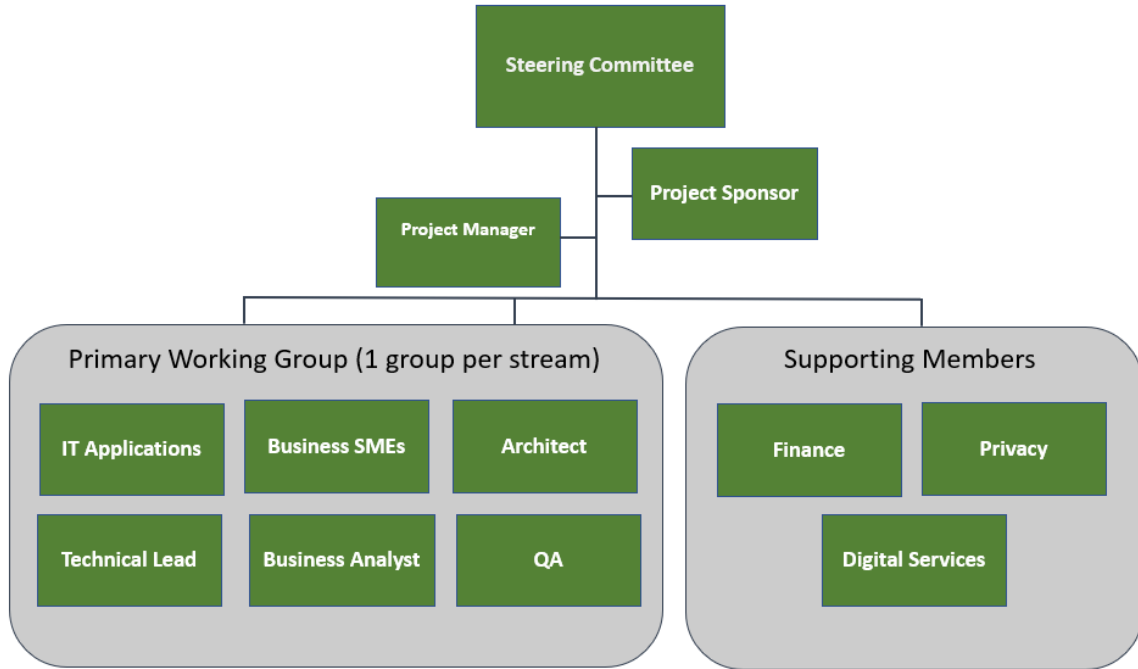 Steering Committee
Project Sponsor
Project Manager
Primary Working Group (1 group per stream)
IT Applications
Business SMEs
Architect
Technical Lead
Business Analyst
QA
Supporting Members
Finance
Privacy
Digital Services